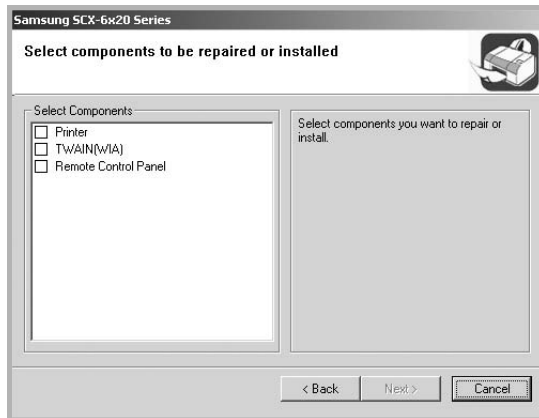 Samsung SCX-6x20 Series
Select components to be repaired or installed
Select Components
Printer
TWAIN(WIA)
Remote Control Panel
Select components you want to repair or
install.
< Back
Next >
Cancel